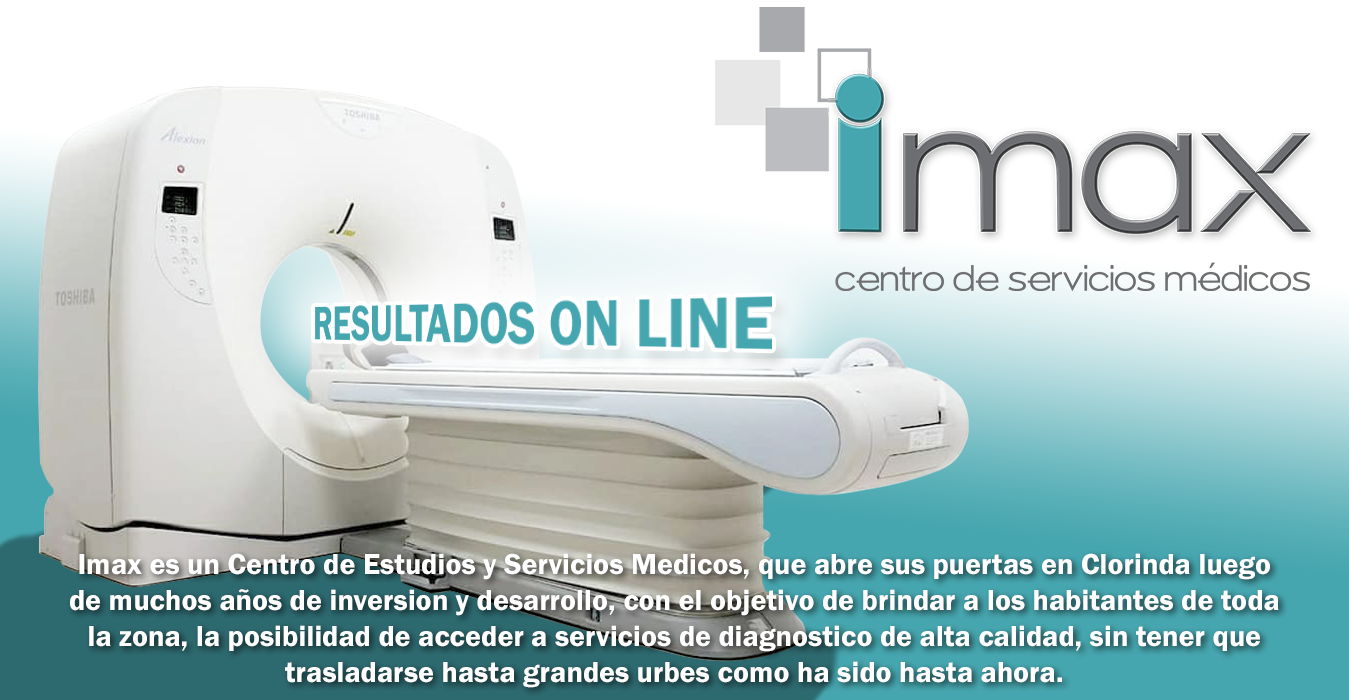 imax
centro de servicios médicos
TOSHIBA
Alexion
TOSHIBA
RESULTADOS ON LINE
Imax es un Centro de Estudios y Servicios Medicos, que abre sus puertas en Clorinda luego
de muchos años de inversion y desarrollo, con el objetivo de brindar a los habitantes de toda
la zona, la posibilidad de acceder a servicios de diagnostico de alta calidad, sin tener que
trasladarse hasta grandes urbes como ha sido hasta ahora.